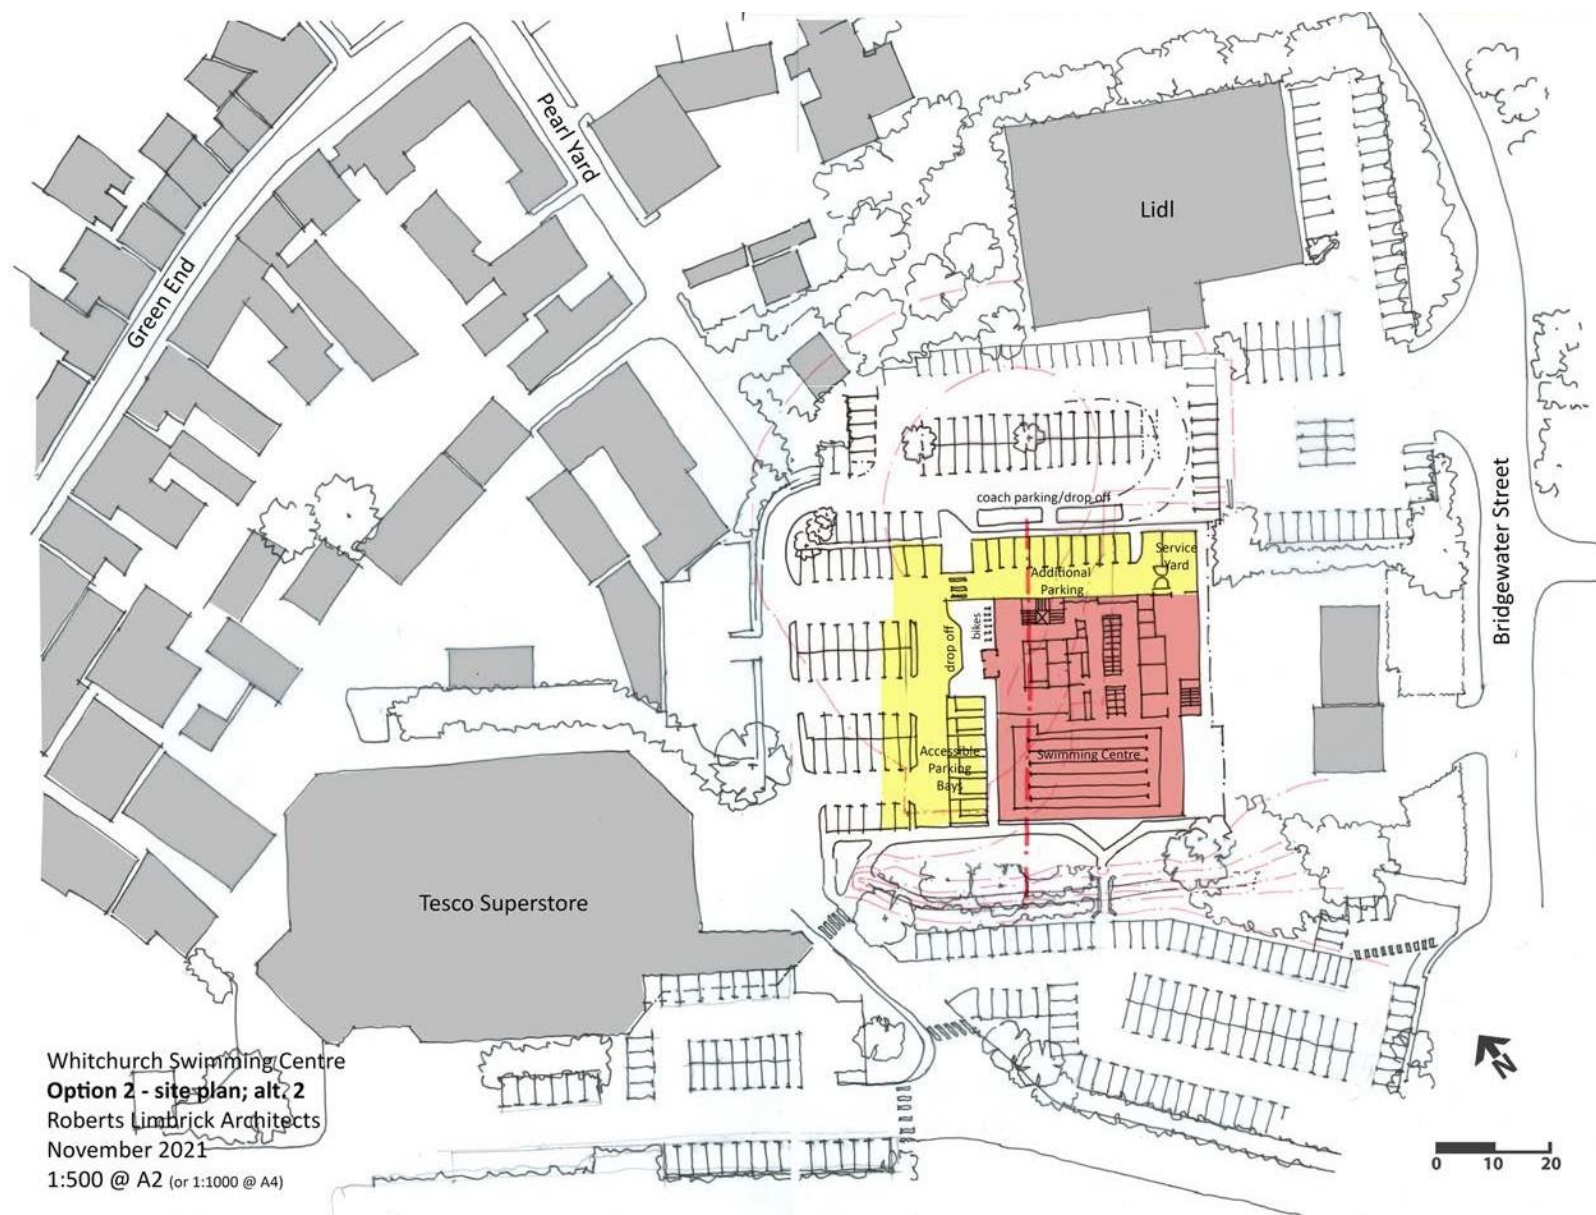 Pearl Yard
Lidl
Green End
coach parking/drop off
Bridgewater Street
Service
Yard
Additional
Parking
bikes
drop off
Accessible
Parking
Bays
Swimming Centre
Tesco Superstore
Whitchurch Swimming Centre
Option 2 - site plan; alt. 2
Roberts Limbrick Architects
November 2021
1:500 @ A2 (or 1:1000 @ A4)
N
0 10 20